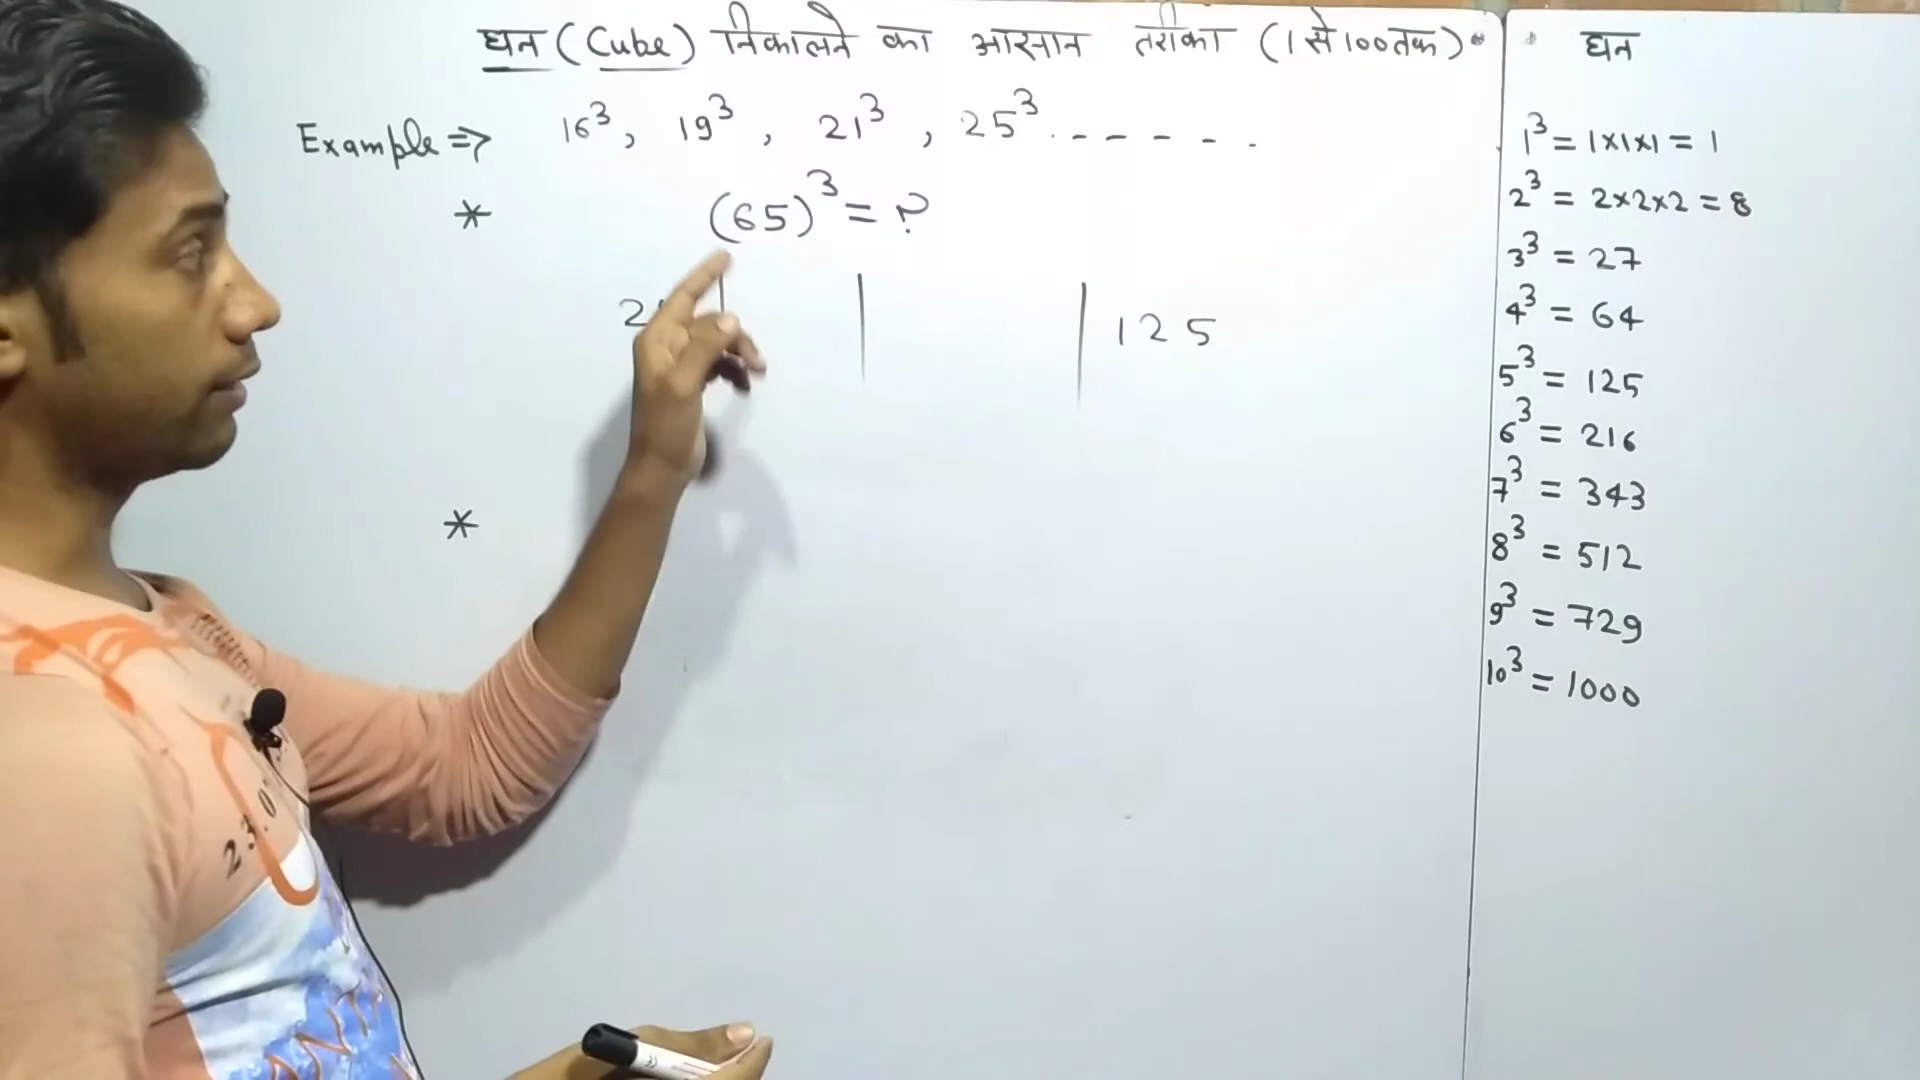 घन (Cube) निकालने का आसान तरीका (1 से 100 तक)
Example ⇒ 16³, 19³, 21³, 25³ - - - - -
* (65)³ = ?
125
*
घन
1³ = 1×1×1 = 1
2³ = 2×2×2 = 8
3³ = 27
4³ = 64
5³ = 125
6³ = 216
7³ = 343
8³ = 512
9³ = 729
10³ = 1000